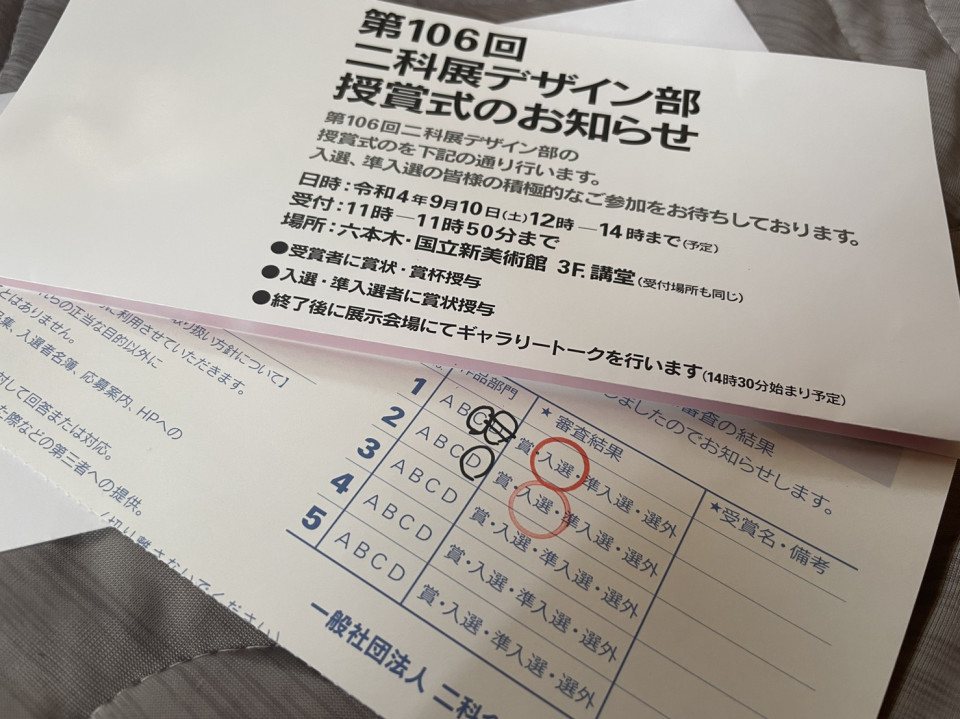 第106回
二科展デザイン部
授賞式のお知らせ
第106回二科展デザイン部の
授賞式のを下記の通り行います。
入選、準入選の皆様の積極的なご参加をお待ちしております。
日時：令和4年9月10日(土)12時—14時まで(予定)
受付：11時—11時50分まで
場所：六本木・国立新美術館 3F.講堂(受付場所も同じ)
●受賞者に賞状・賞杯授与
●入選・準入選者に賞状授与
●終了後に展示会場にてギャラリートークを行います(14時30分始まり予定)
り扱い方針について】
に利用させていただきます。
らの正当な目的以外に
とはありません。
集、入選者名簿、応募案内、HPへの
対して回答または対応。
た際などの第三者への提供。
審査の結果
しましたのでお知らせします。
作品部門
★審査結果
★受賞名・備考
1 ABCD 賞・入選・準入選・選外
2 ABCD 賞・入選・準入選・選外
3 ABCD 賞・入選・準入選・選外
4 ABCD 賞・入選・準入選・選外
5 ABCD 賞・入選・準入選・選外
一般社団法人 二科